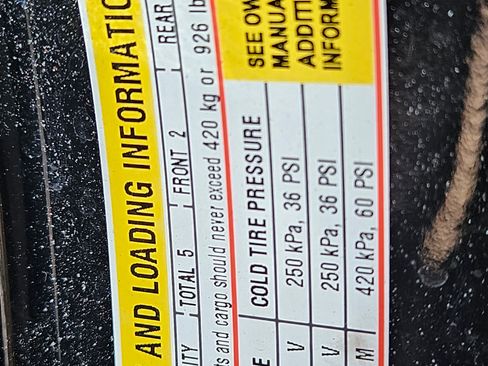 AND LOADING INFORMATIO
ITY TOTAL 5 FRONT 2 REAR
ts and cargo should never exceed 420 kg or 926 lb
E COLD TIRE PRESSURE
V 250 kPa, 36 PSI
V 250 kPa, 36 PSI
M 420 kPa, 60 PSI
SEE OW
MANUA
ADDITI
INFORM